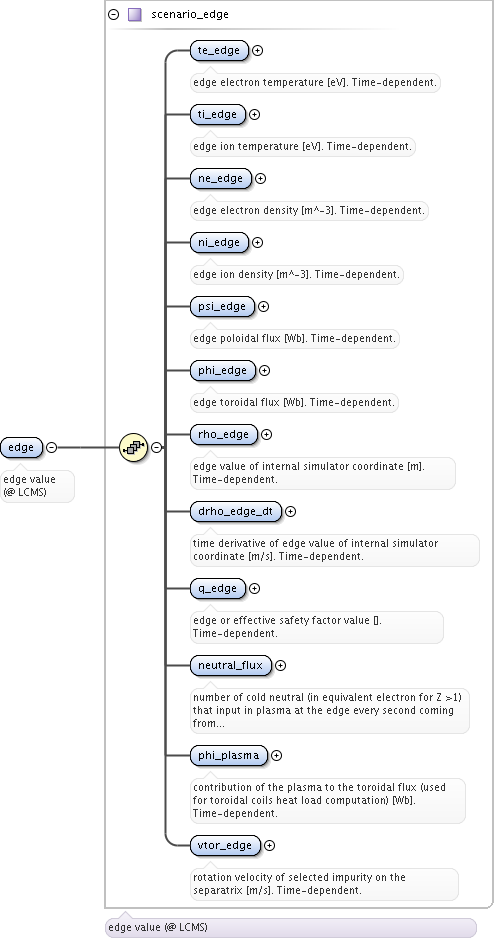 scenario_edge
te_edge
edge electron temperature [eV]. Time-dependent.
ti_edge
edge ion temperature [eV]. Time-dependent.
ne_edge
edge electron density [m^-3]. Time-dependent.
ni_edge
edge ion density [m^-3]. Time-dependent.
psi_edge
edge poloidal flux [Wb]. Time-dependent.
phi_edge
edge toroidal flux [Wb]. Time-dependent.
edge
edge value
(@ LCMS)
rho_edge
edge value of internal simulator coordinate [m].
Time-dependent.
drho_edge_dt
time derivative of edge value of internal simulator
coordinate [m/s]. Time-dependent.
q_edge
edge or effective safety factor value [].
Time-dependent.
neutral_flux
number of cold neutral (in equivalent electron for Z >1)
that input in plasma at the edge every second coming
from...
phi_plasma
contribution of the plasma to the toroidal flux (used
for toroidal coils heat load computation) [Wb].
Time-dependent.
vtor_edge
rotation velocity of selected impurity on the
separatrix [m/s]. Time-dependent.
edge value (@ LCMS)